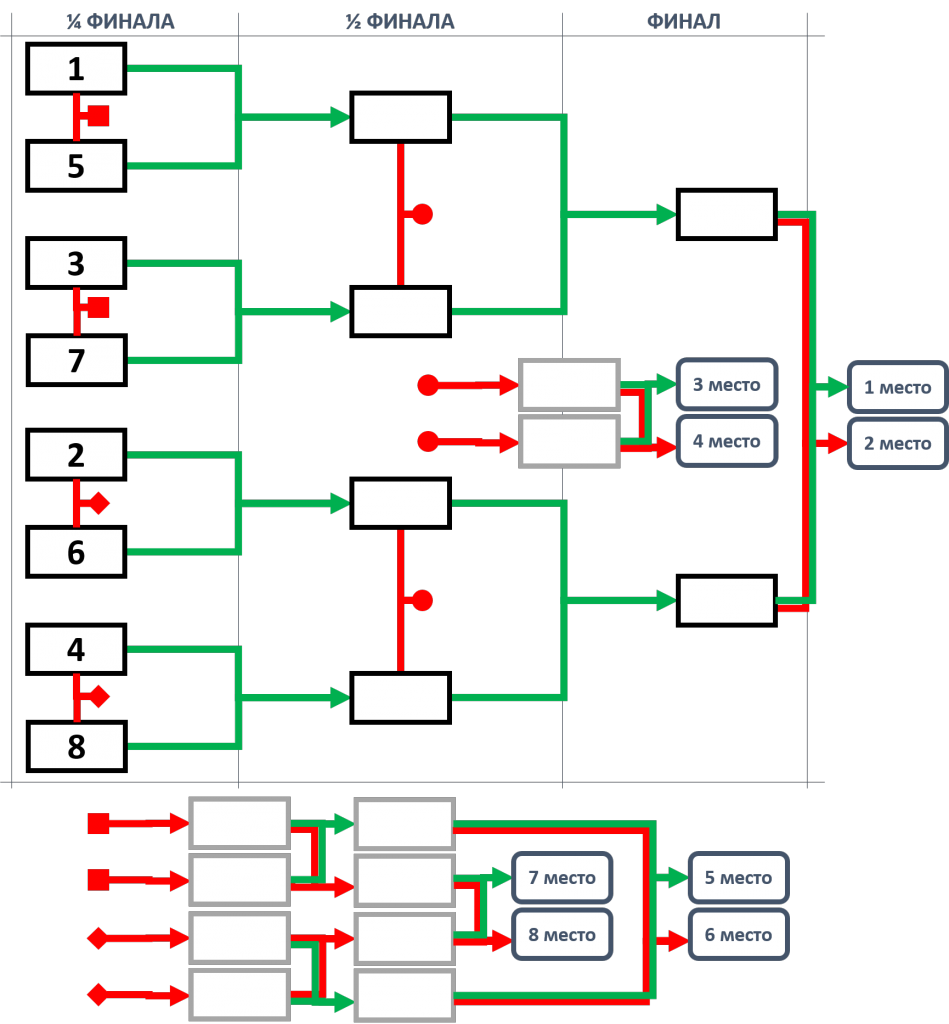 ¼ ФИНАЛА
½ ФИНАЛА
ФИНАЛ
1
5
3
7
3 место
1 место
4 место
2 место
2
6
4
8
7 место
5 место
8 место
6 место